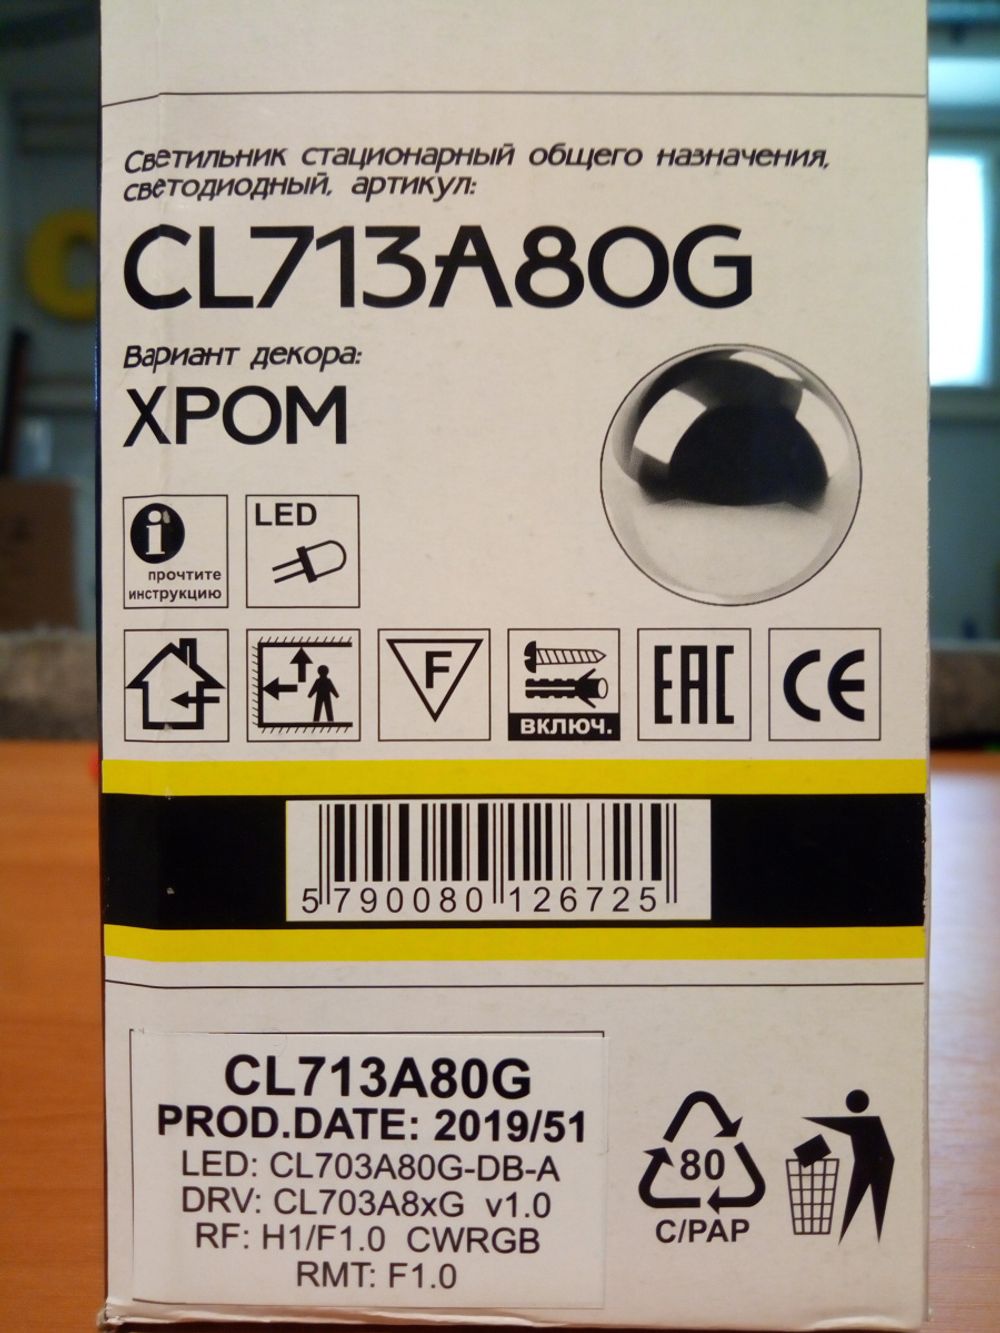 Светильник стационарный общего назначения,
светодиодный, артикул:
CL713A80G
Вариант декора:
ХРОМ
LED
прочтите
инструкцию
F
ВКЛЮЧ.
EAC
CE
5 790080 126725
CL713A80G
PROD.DATE: 2019/51
LED: CL703A80G-DB-A
DRV: CL703A8xG v1.0
RF: H1/F1.0 CWRGB
RMT: F1.0
80
C/PAP